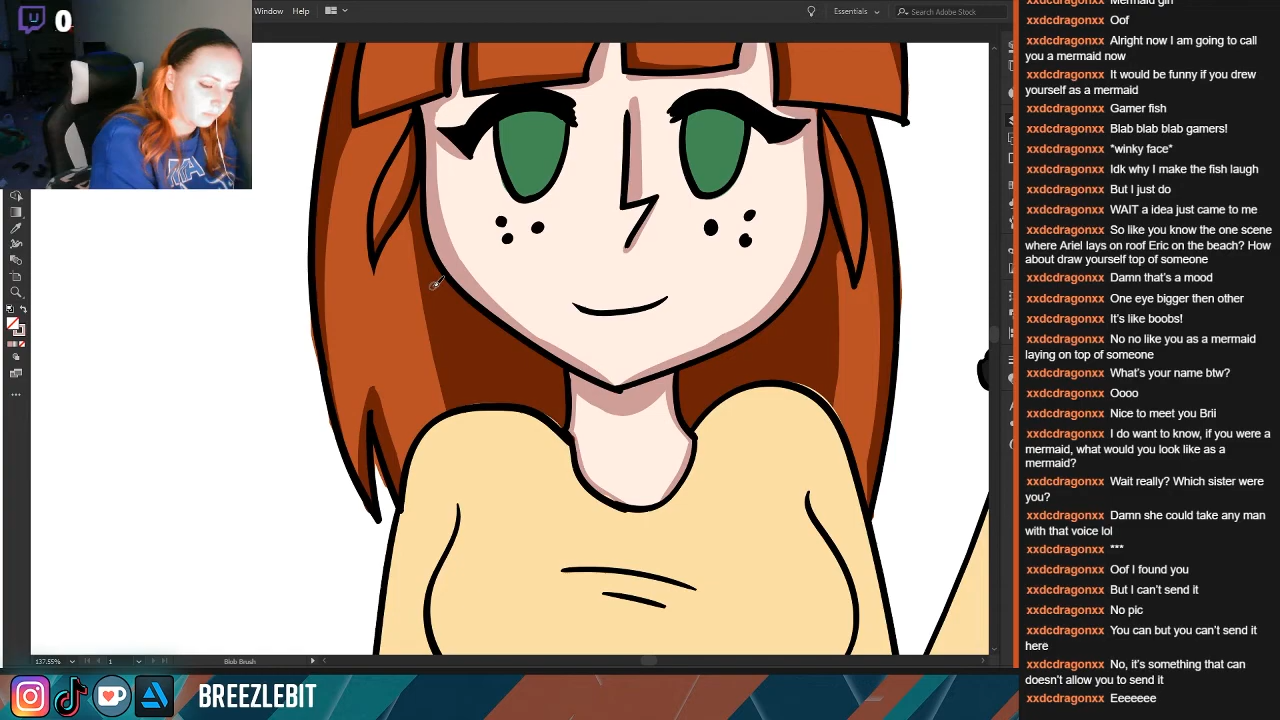 0
Window Help
Essentials
Search Adobe Stock
Mermaid girl
xxdcdragonxx Oof
xxdcdragonxx Alright now I am going to call
you a mermaid now
xxdcdragonxx It would be funny if you drew
yourself as a mermaid
xxdcdragonxx Gamer fish
xxdcdragonxx Blab blab blab gamers!
xxdcdragonxx *winky face*
xxdcdragonxx Idk why I make the fish laugh
xxdcdragonxx But I just do
xxdcdragonxx WAIT a idea just came to me
xxdcdragonxx So like you know the one scene
where Ariel lays on roof Eric on the beach? How
about draw yourself top of someone
xxdcdragonxx Damn that's a mood
xxdcdragonxx One eye bigger then other
xxdcdragonxx It's like boobs!
xxdcdragonxx No no like you as a mermaid
laying on top of someone
xxdcdragonxx What's your name btw?
xxdcdragonxx Oooo
xxdcdragonxx Nice to meet you Brii
xxdcdragonxx I do want to know, if you were a
mermaid, what would you look like as a
mermaid?
xxdcdragonxx Wait really? Which sister were
you?
xxdcdragonxx Damn she could take any man
with that voice lol
xxdcdragonxx ***
xxdcdragonxx Oof I found you
xxdcdragonxx But I can't send it
xxdcdragonxx No pic
xxdcdragonxx You can but you can't send it
here
xxdcdragonxx No, it's something that can
doesn't allow you to send it
xxdcdragonxx Eeeeeee
137.55%
1
Blob Brush
BREEZLEBIT